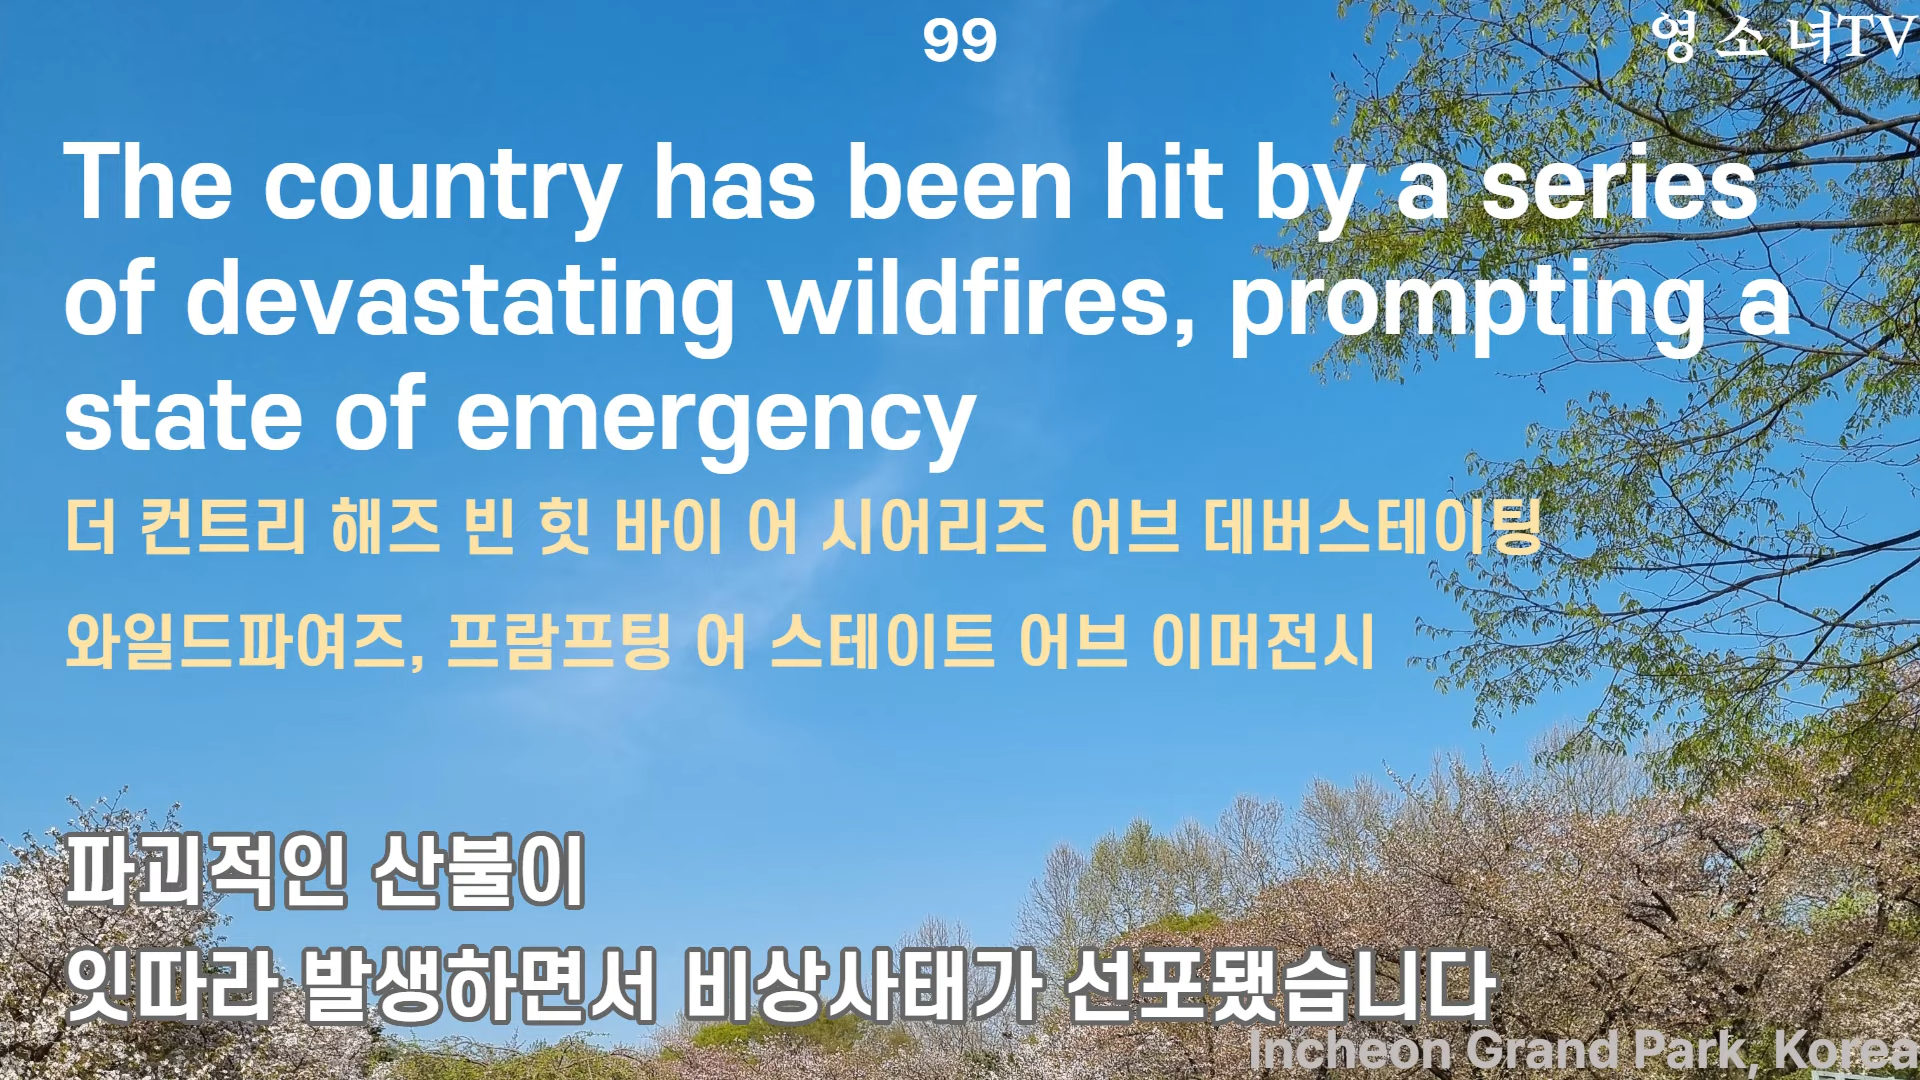 99
영소녀TV
The country has been hit by a series
of devastating wildfires, prompting a
state of emergency
더 컨트리 해즈 빈 힛 바이 어 시어리즈 어브 데버스테이팅
와일드파여즈, 프람프팅 어 스테이트 어브 이머전시
파괴적인 산불이
잇따라 발생하면서 비상사태가 선포됐습니다
Incheon Grand Park, Korea